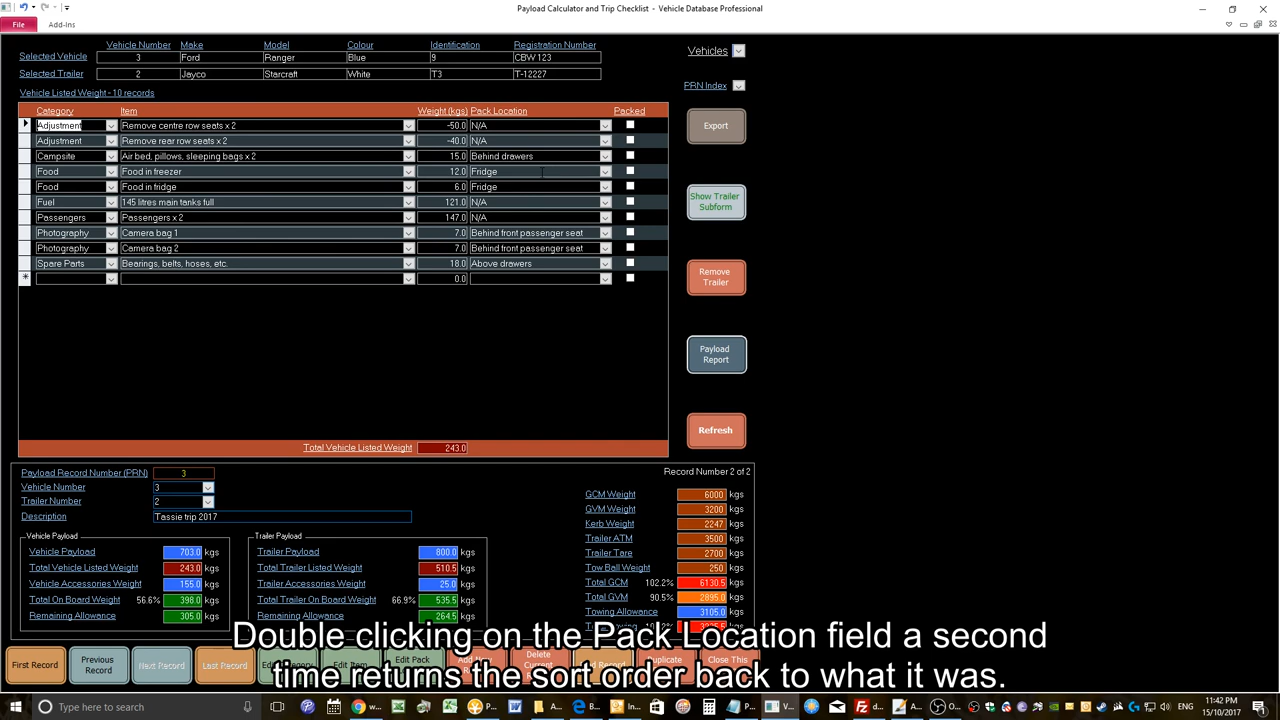 Payload Calculator and Trip Checklist - Vehicle Database Professional
File Add-Ins
Vehicle Number Make Model Colour Identification Registration Number
Selected Vehicle 3 Ford Ranger Blue 9 CBW 123
Selected Trailer 2 Jayco Starcraft White T3 T-12227
Vehicles
PRN Index
Vehicle Listed Weight - 10 records
Category Item Weight (kgs) Pack Location Packed
Adjustment Remove centre row seats x 2 -50.0 N/A
Adjustment Remove rear row seats x 2 -40.0 N/A
Campsite Air bed, pillows, sleeping bags x 2 15.0 Behind drawers
Food Food in freezer 12.0 Fridge
Food Food in fridge 6.0 Fridge
Fuel 145 litres main tanks full 121.0 N/A
Passengers Passengers x 2 147.0 N/A
Photography Camera bag 1 7.0 Behind front passenger seat
Photography Camera bag 2 7.0 Behind front passenger seat
Spare Parts Bearings, belts, hoses, etc. 18.0 Above drawers
* 0.0
Export
Show Trailer
Subform
Remove
Trailer
Payload
Report
Refresh
Total Vehicle Listed Weight 243.0
Payload Record Number (PRN) 3
Vehicle Number 3
Trailer Number 2
Description Tassie trip 2017
Record Number 2 of 2
GCM Weight 6000 kgs
GVM Weight 3200 kgs
Kerb Weight 2247 kgs
Trailer ATM 3500 kgs
Trailer Tare 2700 kgs
Tow Ball Weight 250 kgs
Total GCM 102.2% 6130.5 kgs
Total GVM 90.5% 2895.0 kgs
Towing Allowance 3105.0 kgs
Vehicle Payload
Vehicle Payload 703.0 kgs
Total Vehicle Listed Weight 243.0 kgs
Vehicle Accessories Weight 155.0 kgs
Total On Board Weight 56.6% 398.0 kgs
Remaining Allowance 305.0 kgs
Trailer Payload
Trailer Payload 800.0 kgs
Total Trailer Listed Weight 510.5 kgs
Trailer Accessories Weight 25.0 kgs
Total Trailer On Board Weight 66.9% 535.5 kgs
Remaining Allowance 264.5 kgs
First Record
Previous
Record
Next Record
Last Record
Edit Item
Edit Pack
Delete
Current
Duplicate
Close This
Double clicking on the Pack Location field a second
time returns the sort order back to what it was.
Type here to search
11:42 PM
15/10/2017